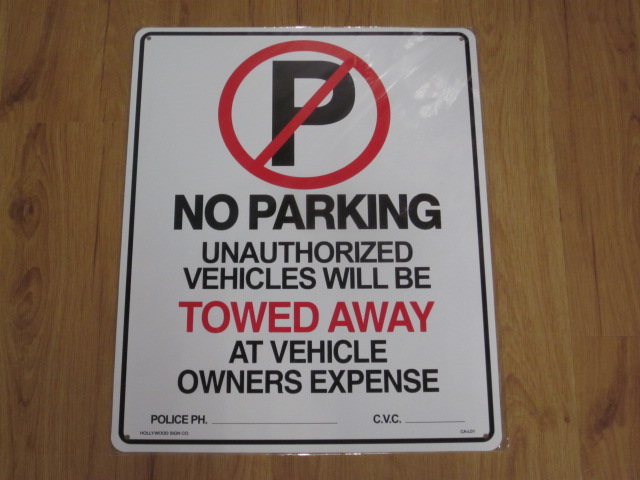 P
NO PARKING
UNAUTHORIZED
VEHICLES WILL BE
TOWED AWAY
AT VEHICLE
OWNERS EXPENSE
POLICE PH. C.V.C.
HOLLYWOOD SIGN CO.